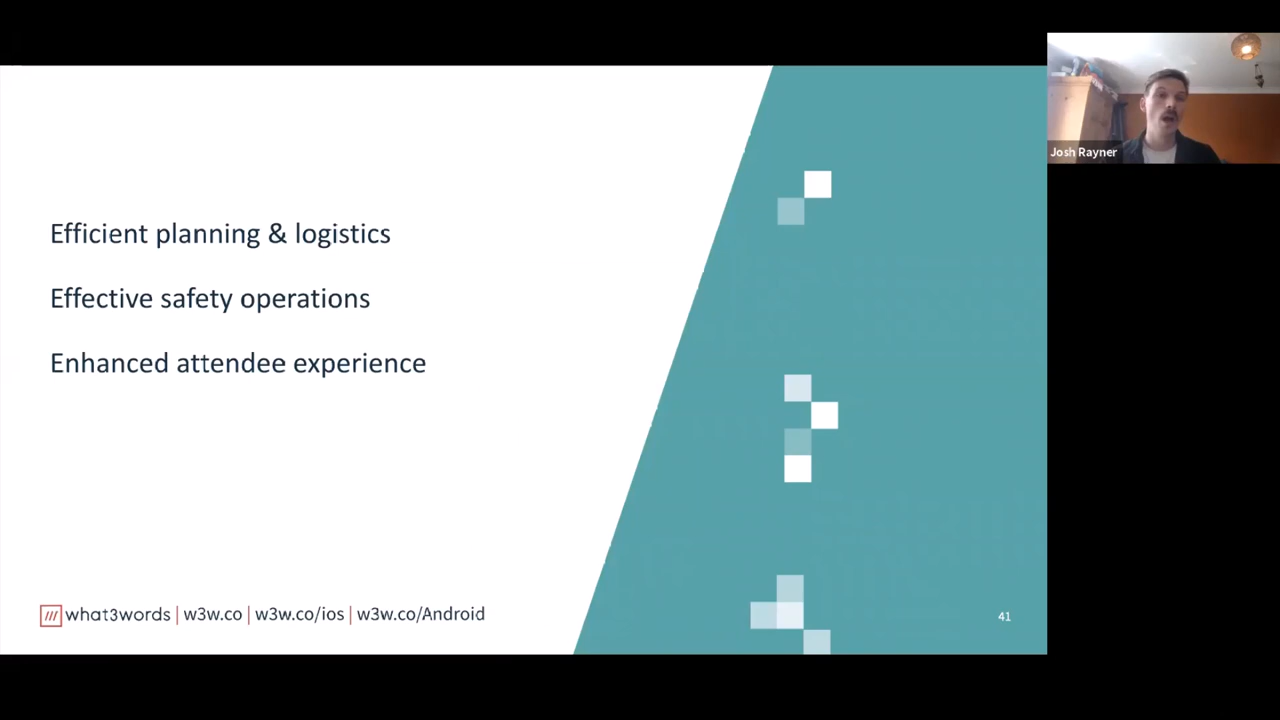 Efficient planning & logistics
Effective safety operations
Enhanced attendee experience
/// what3words | w3w.co | w3w.co/ios | w3w.co/Android
41
Josh Rayner